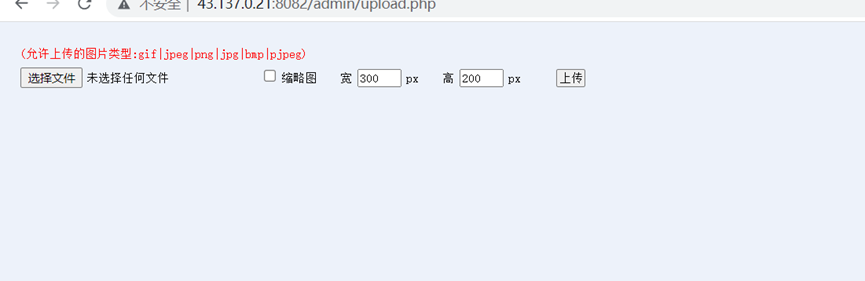 不安全 | 43.137.0.21:8082/admin/upload.php
(允许上传的图片类型:gif|jpeg|png|jpg|bmp|pjpeg)
选择文件 未选择任何文件 缩略图 宽 300 px 高 200 px 上传